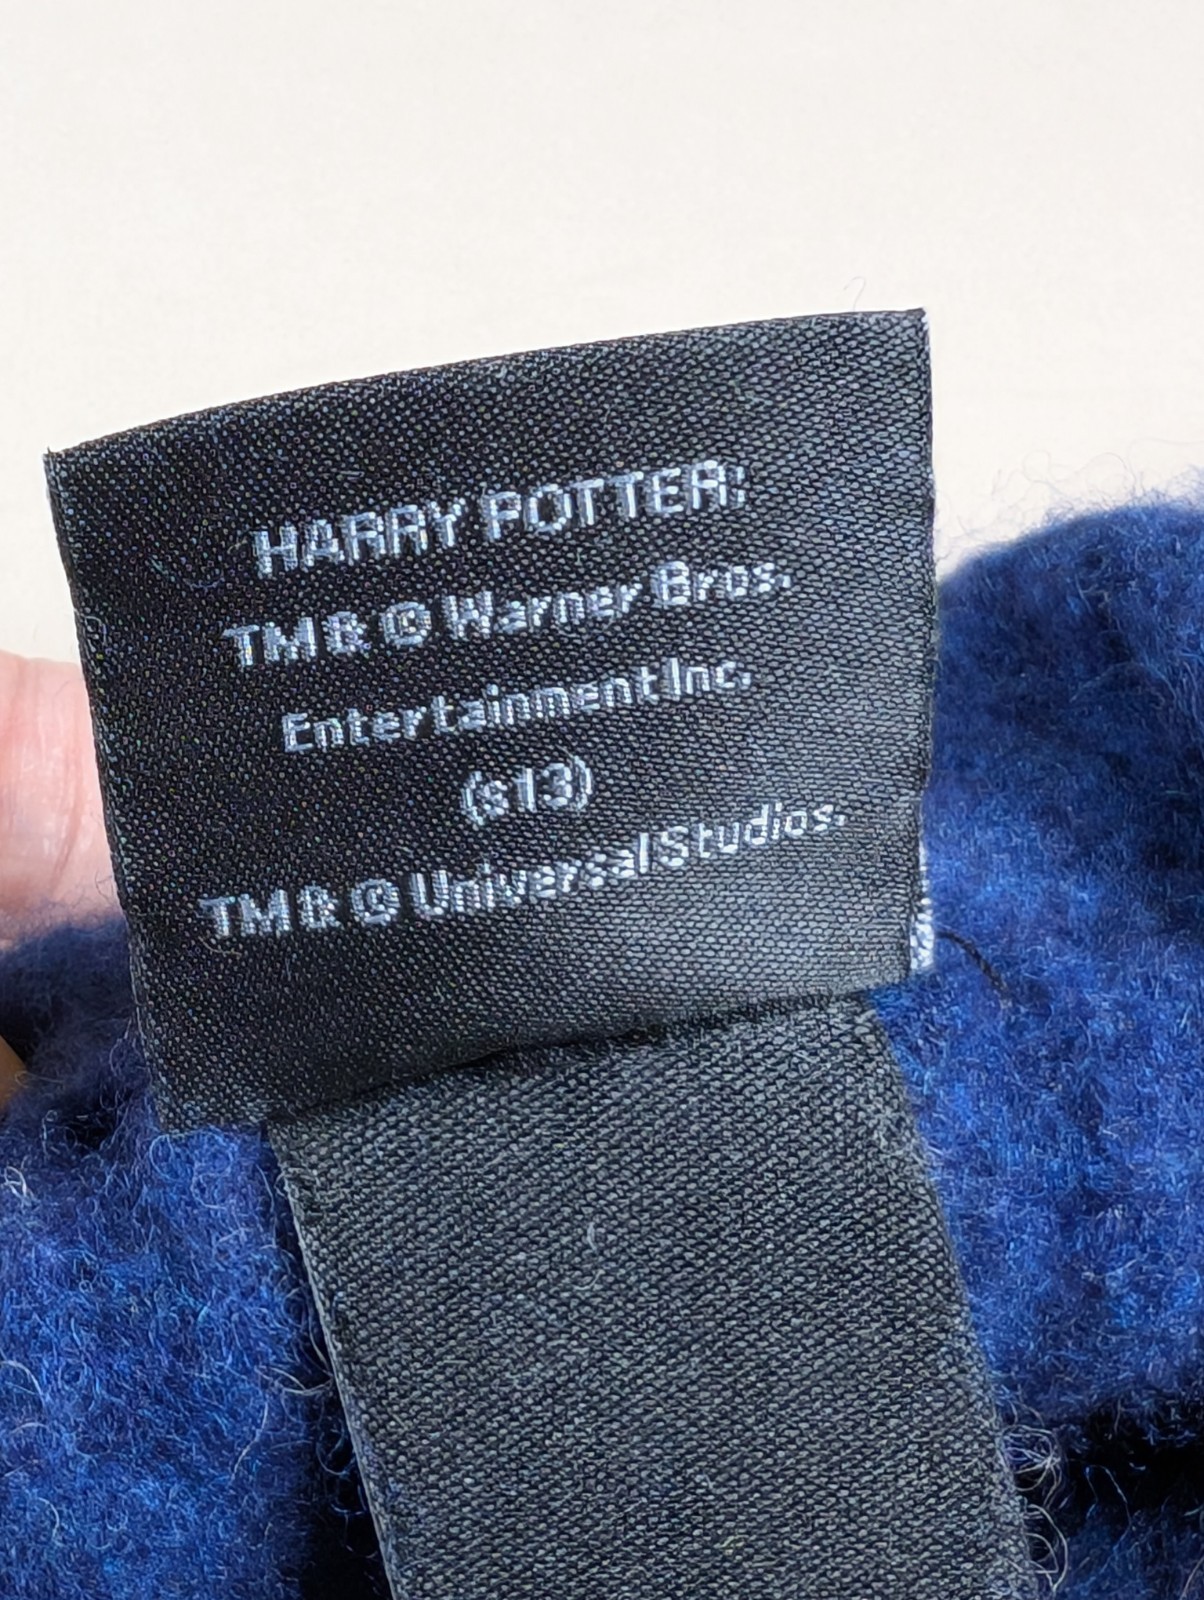 HARRY POTTER:
TM & © Warner Bros.
Entertainment Inc.
(s13)
TM & © Universal Studios.